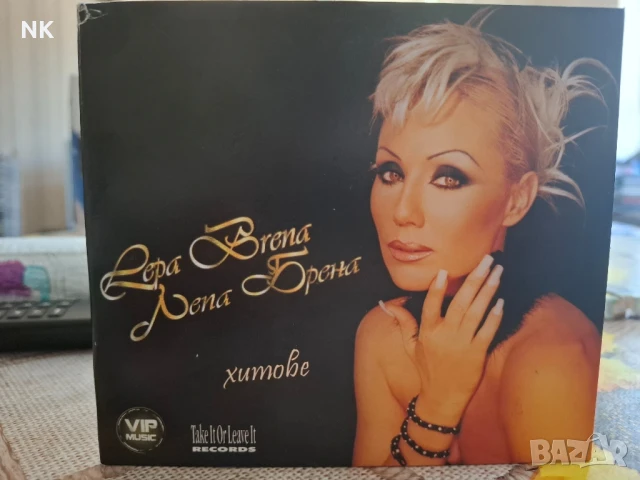 NK
Lepa Brena
Лепа Брена
хитове
VIP
MUSIC
Take It Or Leave It
RECORDS
BAZAR